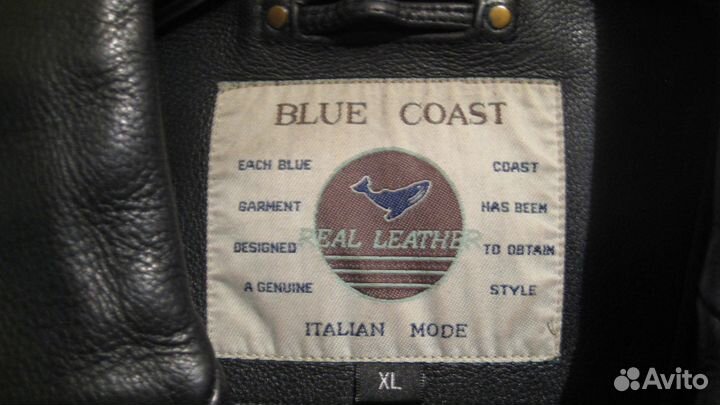 BLUE COAST
EACH BLUE COAST
GARMENT HAS BEEN
DESIGNED TO OBTAIN
A GENUINE STYLE
REAL LEATHER
ITALIAN MODE
XL
Avito